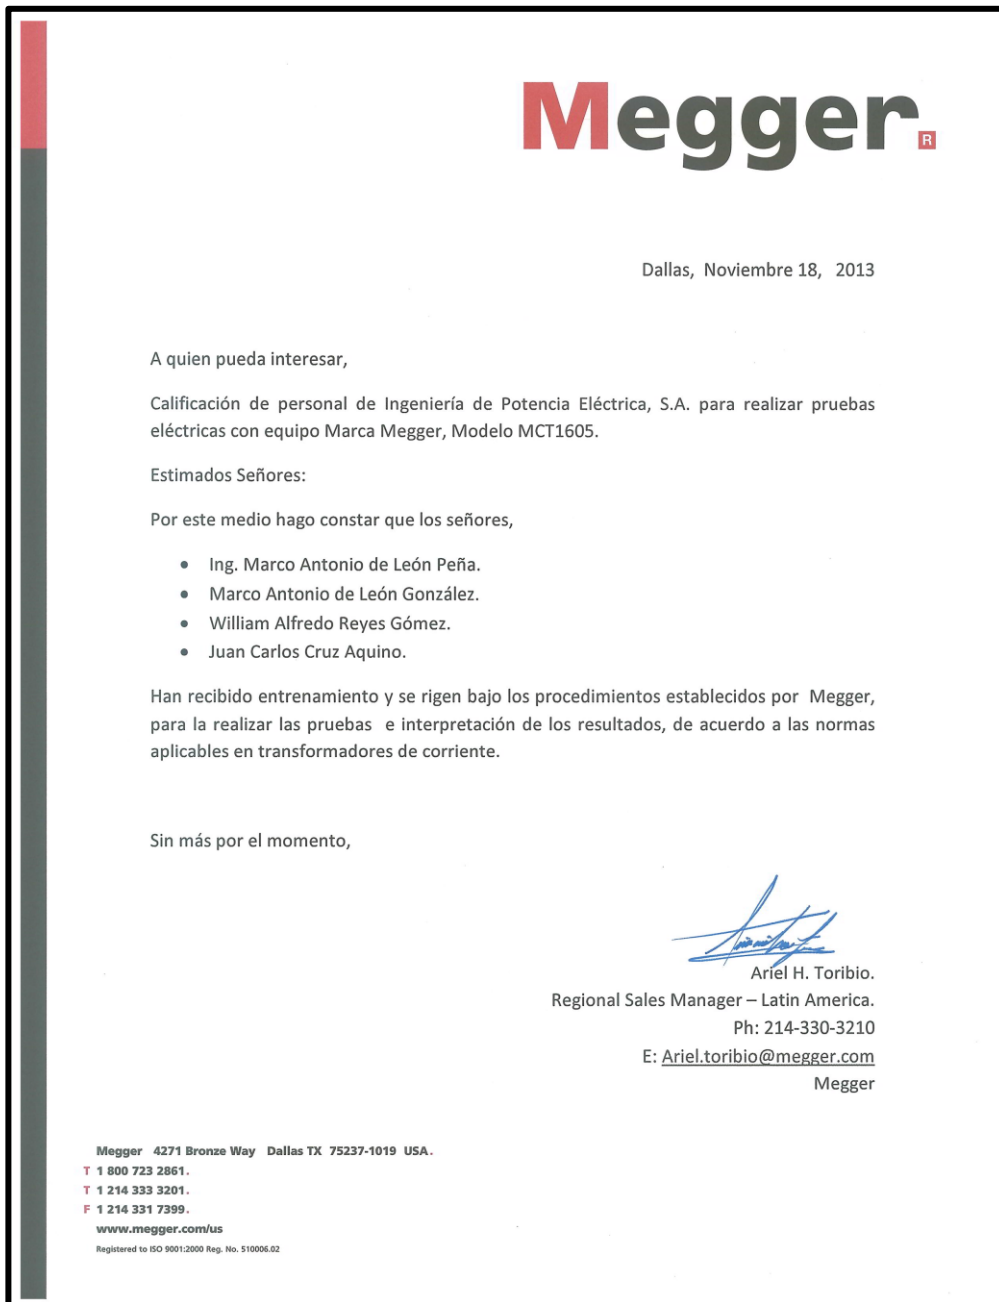 Megger®
Dallas, Noviembre 18, 2013
A quien pueda interesar,
Calificación de personal de Ingeniería de Potencia Eléctrica, S.A. para realizar pruebas
eléctricas con equipo Marca Megger, Modelo MCT1605.
Estimados Señores:
Por este medio hago constar que los señores,
• Ing. Marco Antonio de León Peña.
• Marco Antonio de León González.
• William Alfredo Reyes Gómez.
• Juan Carlos Cruz Aquino.
Han recibido entrenamiento y se rigen bajo los procedimientos establecidos por Megger,
para la realizar las pruebas e interpretación de los resultados, de acuerdo a las normas
aplicables en transformadores de corriente.
Sin más por el momento,
Ariel H. Toribio.
Regional Sales Manager – Latin America.
Ph: 214-330-3210
E: Ariel.toribio@megger.com
Megger
Megger 4271 Bronze Way Dallas TX 75237-1019 USA.
T 1 800 723 2861.
T 1 214 333 3201.
F 1 214 331 7399.
www.megger.com/us
Registered to ISO 9001:2000 Reg. No. 510006.02